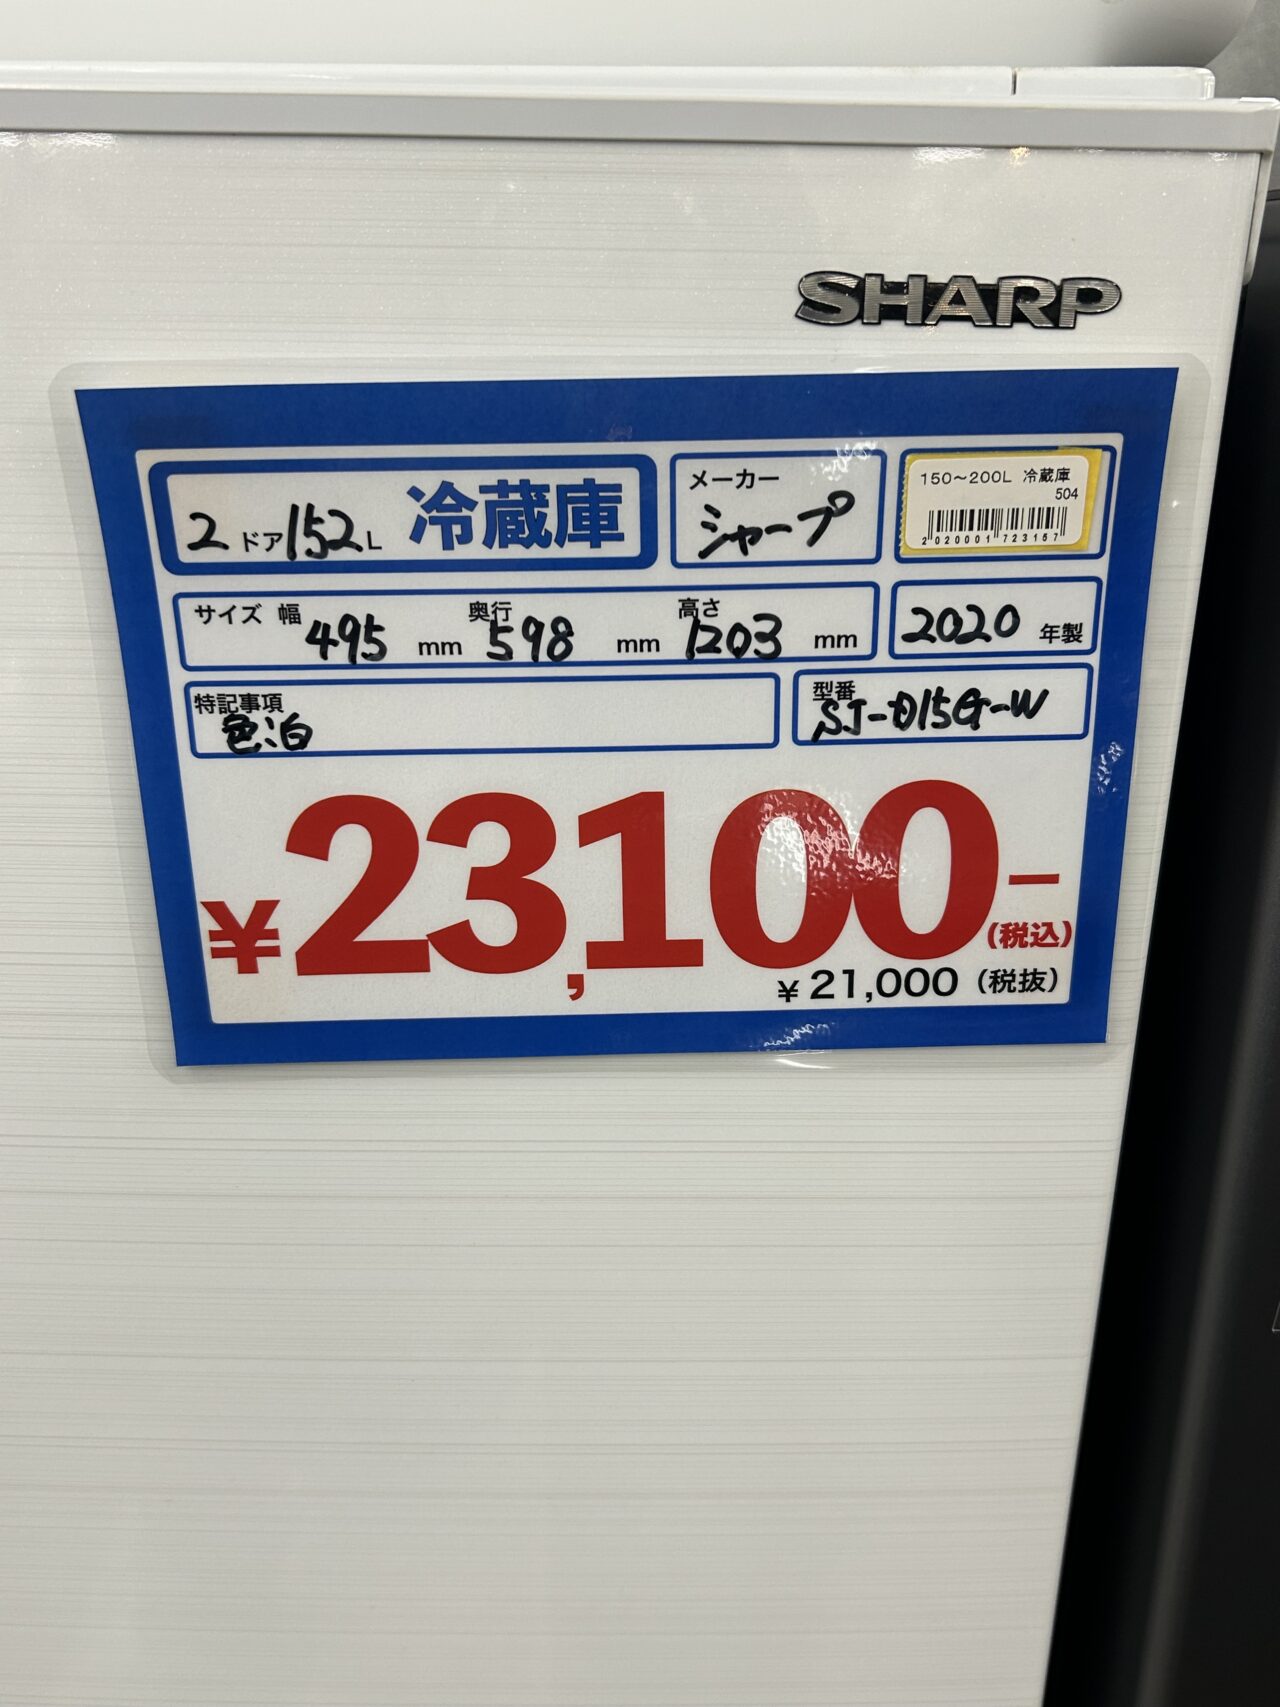 SHARP
2ドア152L 冷蔵庫
メーカー
シャープ
150～200L 冷蔵庫
504
2 020001 723157
サイズ 幅 495 mm 奥行 598 mm 高さ 1203 mm
2020 年製
特記事項
色:白
型番
SJ-D15G-W
¥23,100-
(税込)
¥21,000 (税抜)